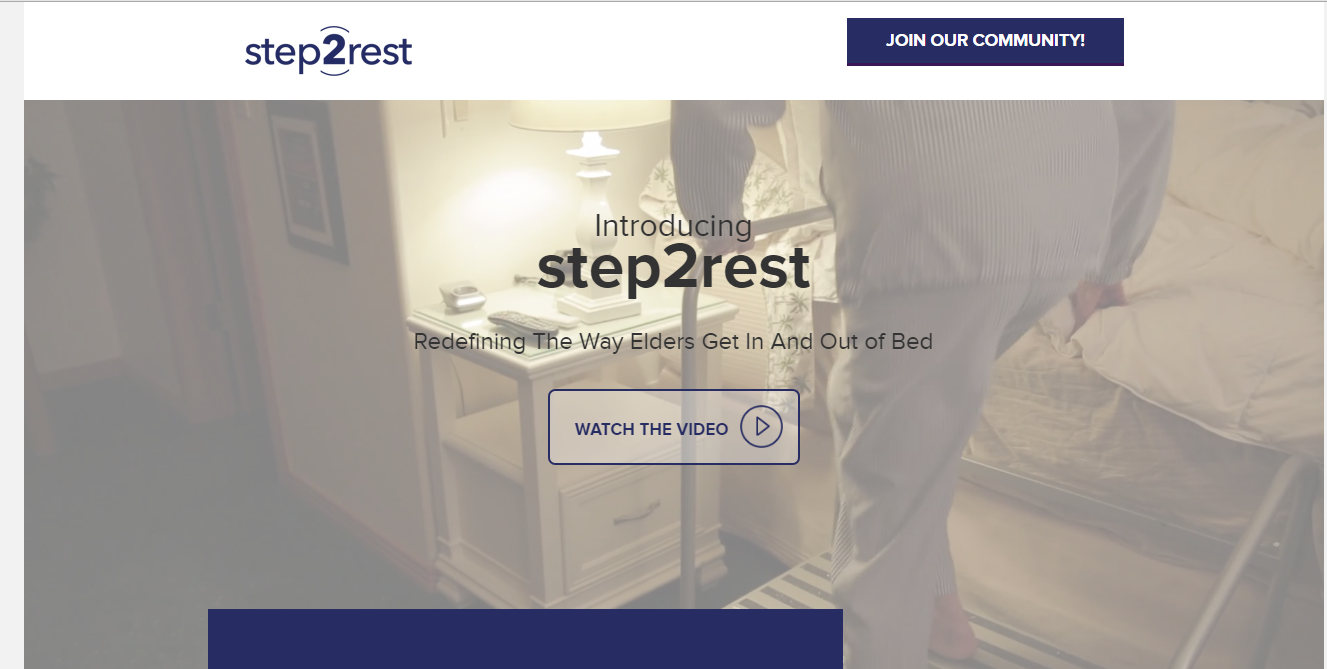 step2rest
JOIN OUR COMMUNITY!
Introducing
step2rest
Redefining The Way Elders Get In And Out of Bed
WATCH THE VIDEO